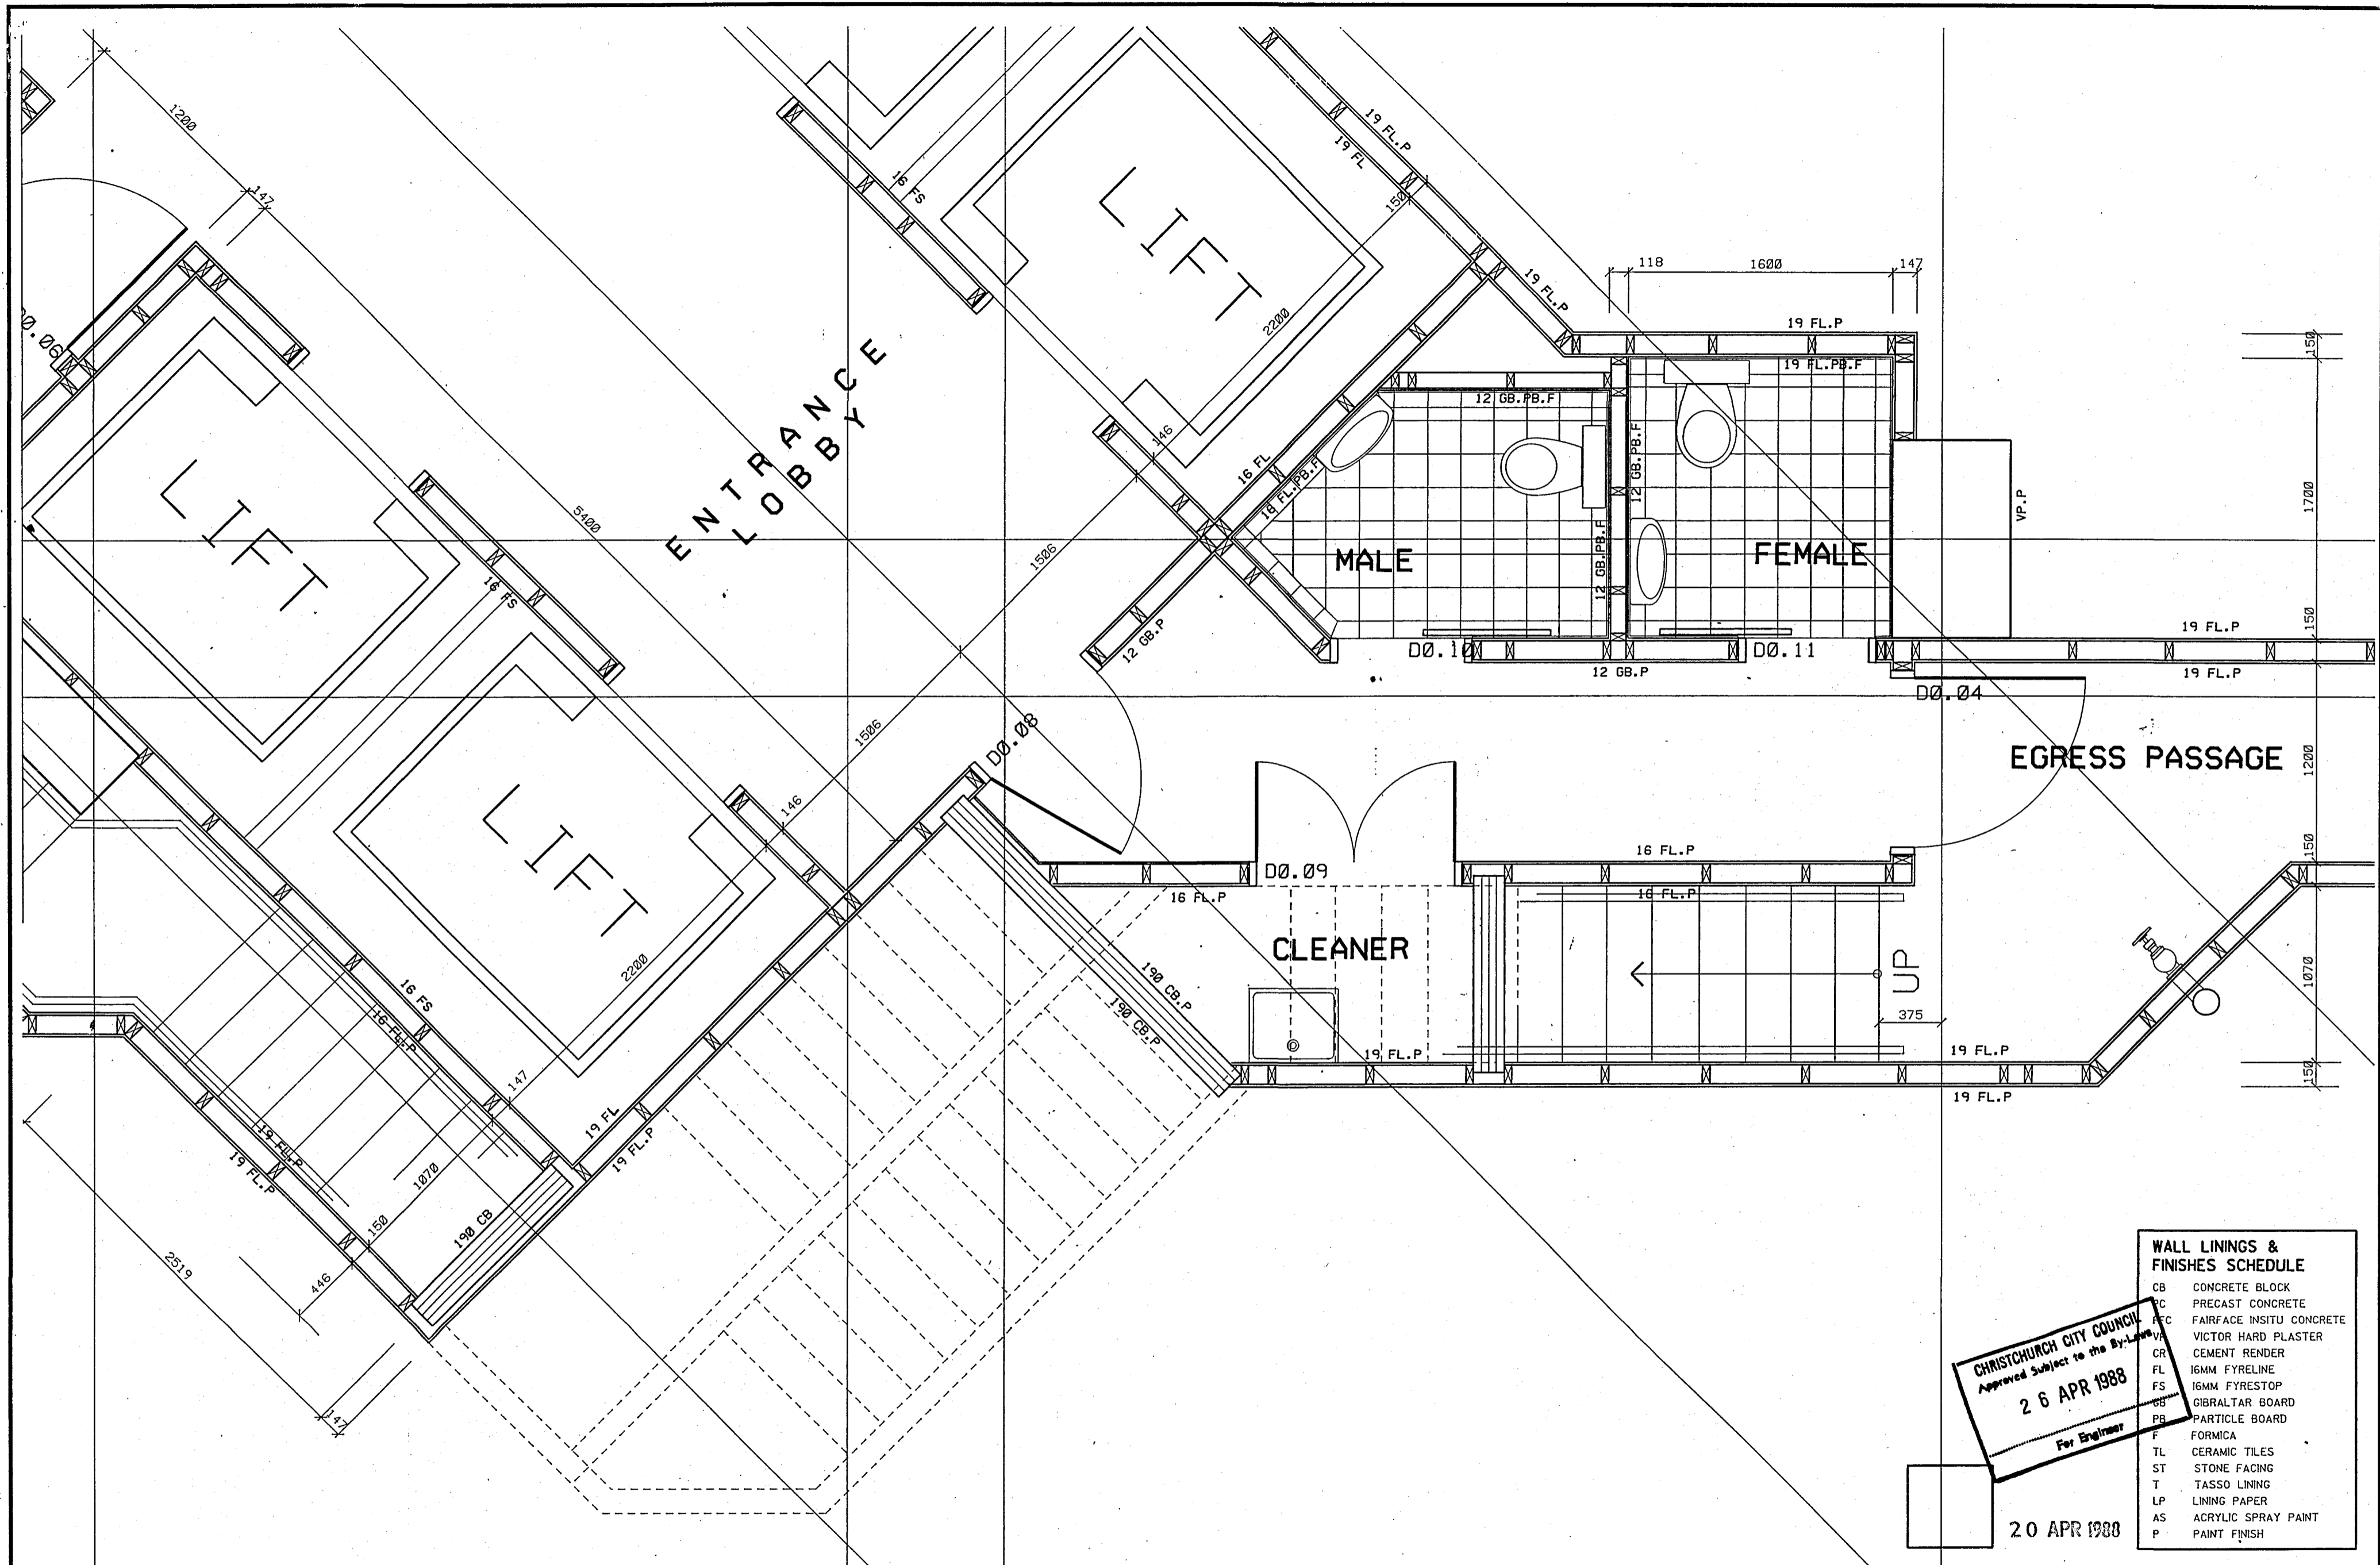 1200
147
16 FS
19 FL.P
19 FL
150
LIFT
2200
19 FL.P
118
1600
147
19 FL.P
19 FL.PB.F
150
LIFT
16 FS
5400
ENTRANCE
LOBBY
146
1506
16 FL
12 GB.PB.F
12 GB.PB.F
12 GB.PB.F
MALE
FEMALE
VP.P
1700
150
12 GB.P
D0.10
D0.11
12 GB.P
19 FL.P
19 FL.P
D0.04
D0.08
1506
146
EGRESS PASSAGE
1200
150
LIFT
2200
16 FL.P
16 FL.P
D0.09
16 FL.P
CLEANER
190 CB.P
190 CB.P
UP
375
1070
19 FL.P
19 FL.P
19 FL.P
150
16 FS
16 FL.P
147
19 FL
19 FL.P
19 FL.P
19 FL.P
1070
150
190 CB
446
2519
147
WALL LININGS &
FINISHES SCHEDULE
CB CONCRETE BLOCK
PRECAST CONCRETE
FAIRFACE INSITU CONCRETE
VICTOR HARD PLASTER
CR CEMENT RENDER
FL 16MM FYRELINE
FS 16MM FYRESTOP
GB GIBRALTAR BOARD
PB PARTICLE BOARD
F FORMICA
TL CERAMIC TILES
ST STONE FACING
T TASSO LINING
LP LINING PAPER
AS ACRYLIC SPRAY PAINT
P PAINT FINISH
CHRISTCHURCH CITY COUNCIL
Approved Subject to the By-Laws
26 APR 1988
For Engineer
20 APR 1988